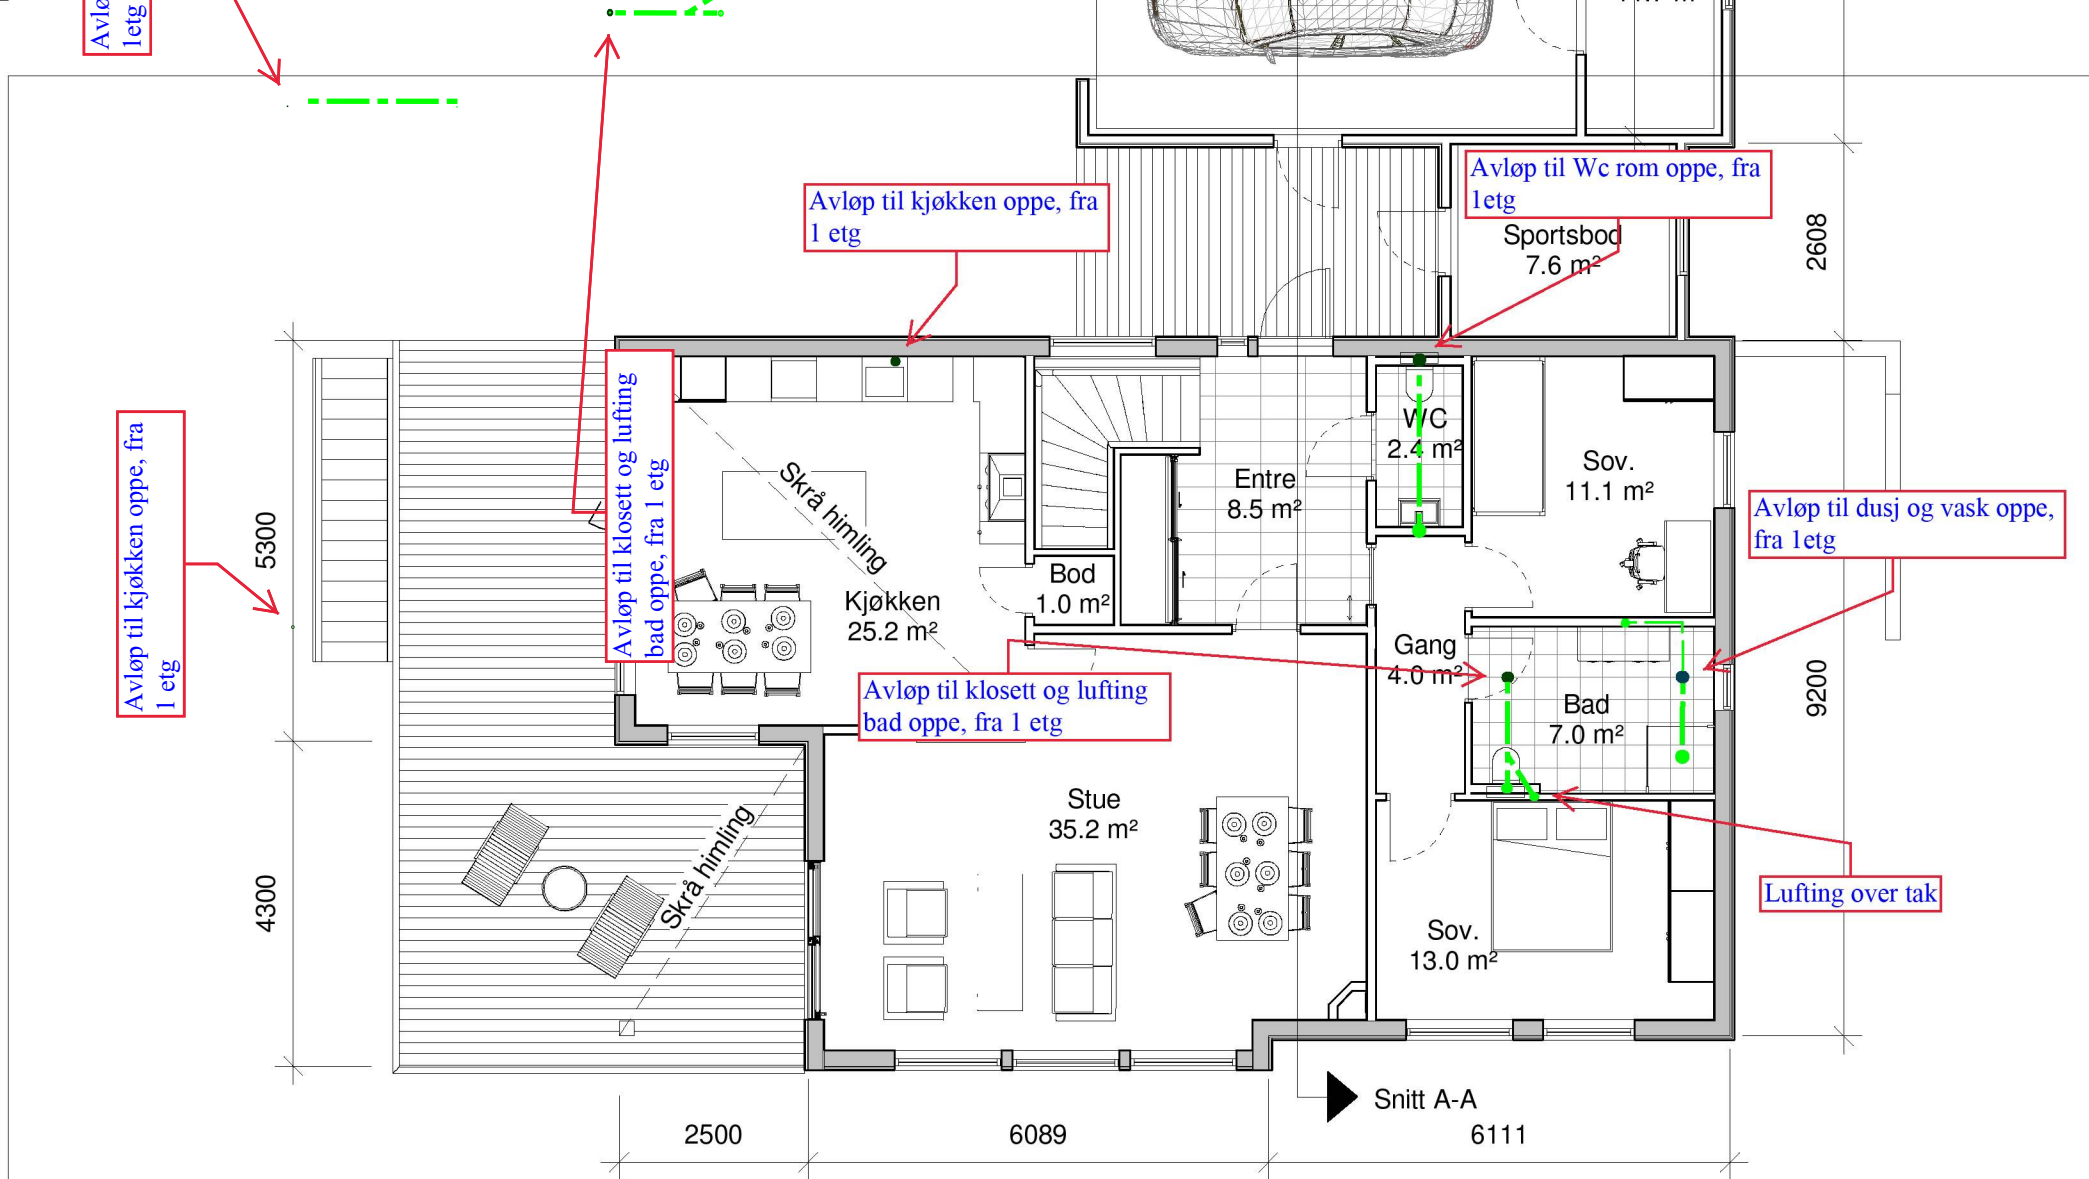 1etg
Avløp til kjøkken oppe, fra
1 etg
Avløp til Wc rom oppe, fra
1etg
Sportsbod
7.6 m²
2608
Avløp til klosett og lufting
bad oppe, fra 1 etg
Avløp til kjøkken oppe, fra
1 etg
5300
Skrå himling
Kjøkken
25.2 m²
Bod
1.0 m²
Entre
8.5 m²
WC
2.4 m²
Sov.
11.1 m²
Avløp til dusj og vask oppe,
fra 1etg
Gang
4.0 m²
Avløp til klosett og lufting
bad oppe, fra 1 etg
Bad
7.0 m²
9200
Stue
35.2 m²
Skrå himling
4300
Lufting over tak
Sov.
13.0 m²
Snitt A-A
2500
6089
6111